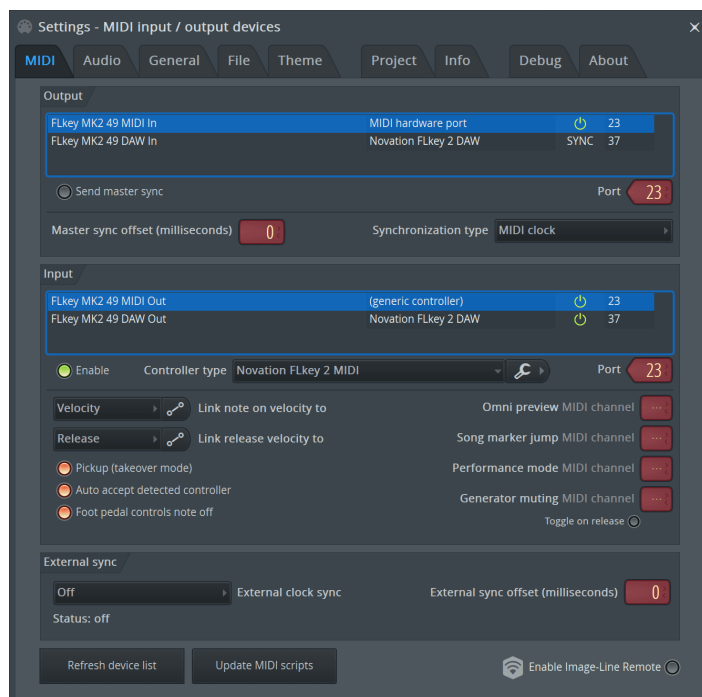 Settings - MIDI input / output devices
MIDI Audio General File Theme Project Info Debug About
Output
FLkey MK2 49 MIDI In MIDI hardware port 23
FLkey MK2 49 DAW In Novation FLkey 2 DAW SYNC 37
Send master sync Port 23
Master sync offset (milliseconds) 0 Synchronization type MIDI clock
Input
FLkey MK2 49 MIDI Out (generic controller) 23
FLkey MK2 49 DAW Out Novation FLkey 2 DAW 37
Enable Controller type Novation FLkey 2 MIDI Port 23
Velocity Link note on velocity to Omni preview MIDI channel ---
Release Link release velocity to Song marker jump MIDI channel ---
Pickup (takeover mode) Performance mode MIDI channel ---
Auto accept detected controller Generator muting MIDI channel ---
Foot pedal controls note off Toggle on release
External sync
Off External clock sync External sync offset (milliseconds) 0
Status: off
Refresh device list Update MIDI scripts Enable Image-Line Remote